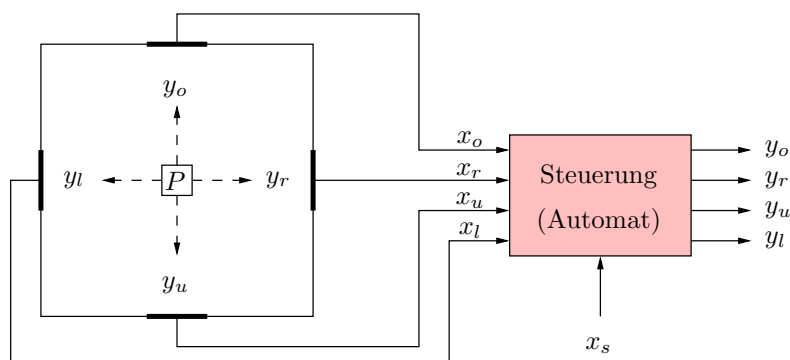 y_o
y_l
P
y_r
y_u
x_o
x_r
x_u
x_l
Steuerung
(Automat)
x_s
y_o
y_r
y_u
y_l